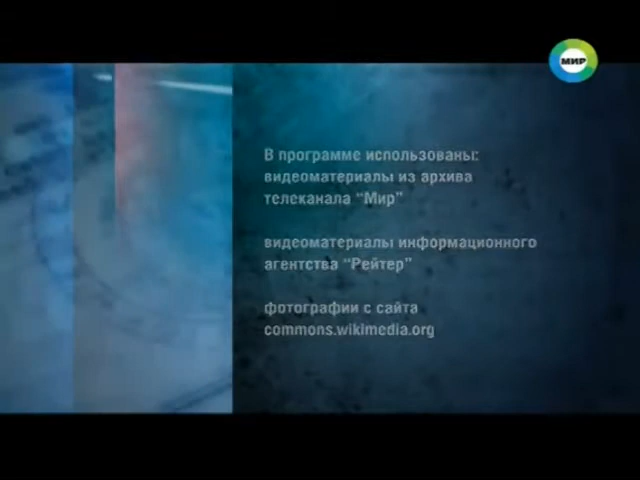 МИР
В программе использованы:
видеоматериалы из архива
телеканала “Мир”
видеоматериалы информационного
агентства “Рейтер”
фотографии с сайта
commons.wikimedia.org